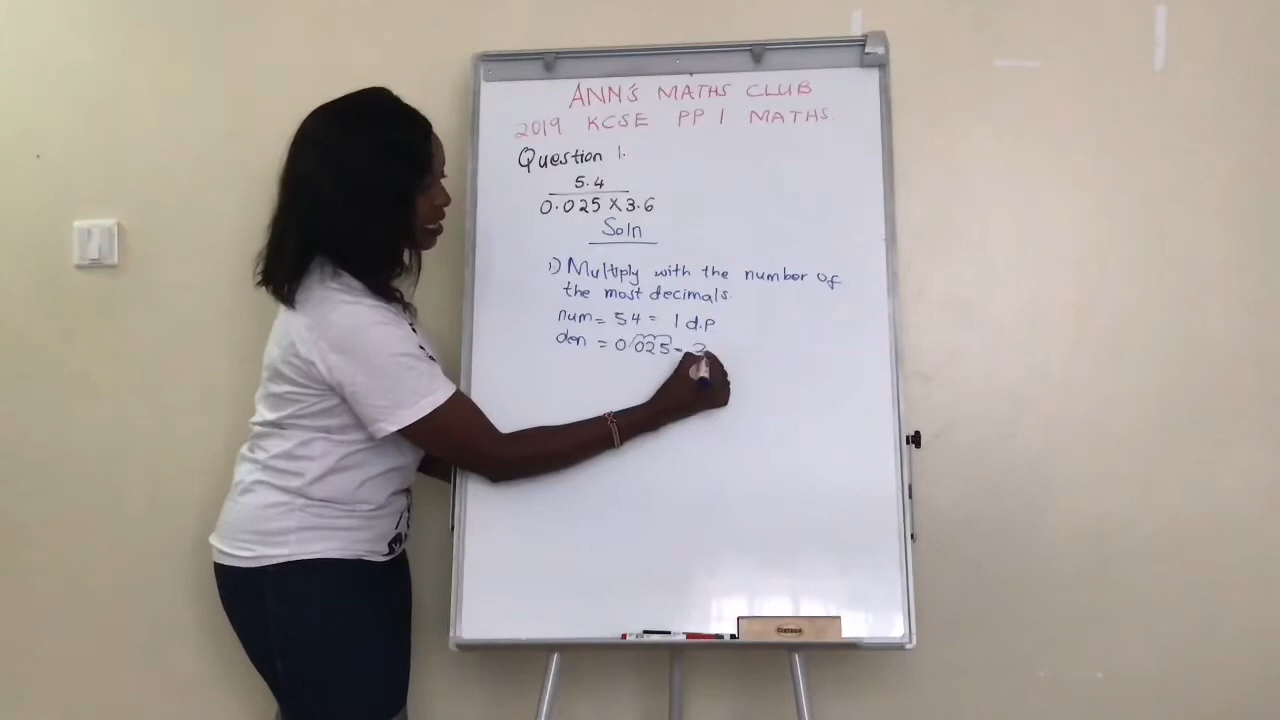 ANN'S MATHS CLUB
2019 KCSE PP 1 MATHS
Question 1.
5.4
0.025 X 3.6
Soln
1) Multiply with the number of
the most decimals.
num = 54 = 1 d.p
den = 0.025 =